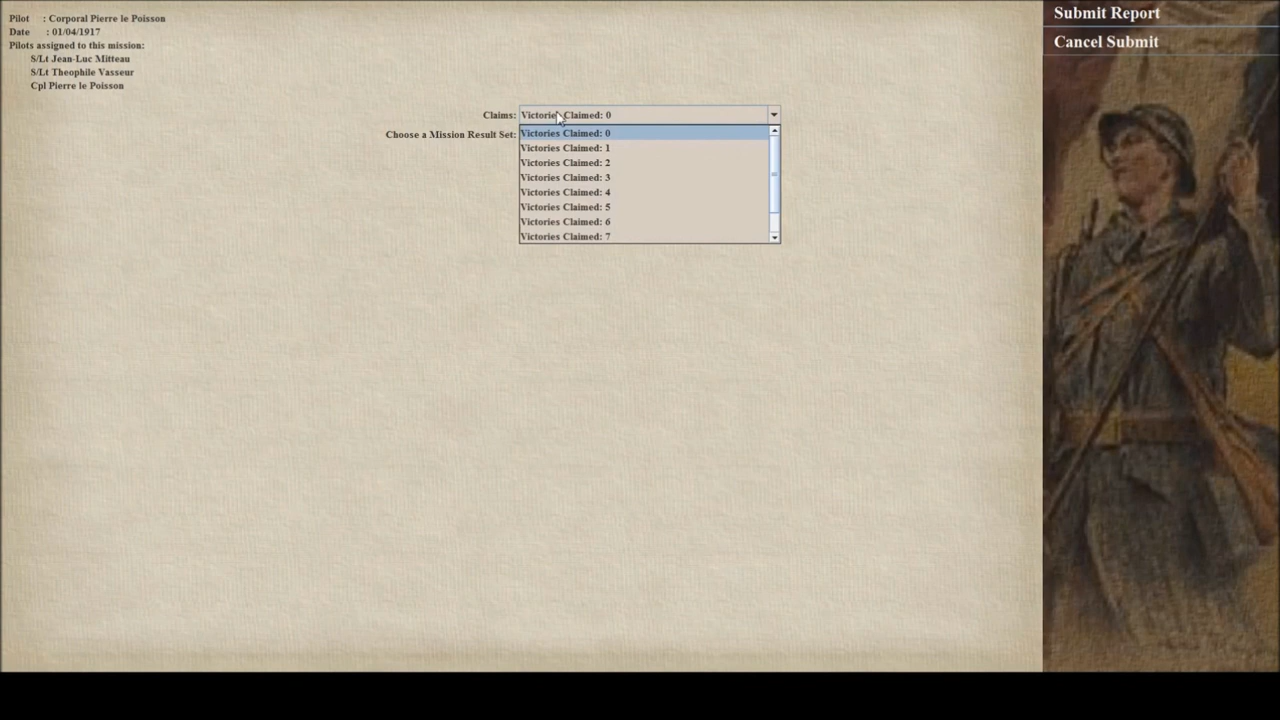 Pilot : Corporal Pierre le Poisson
Date : 01/04/1917
Pilots assigned to this mission:
S/Lt Jean-Luc Mitteau
S/Lt Theophile Vasseur
Cpl Pierre le Poisson
Claims: Victories Claimed: 0
Choose a Mission Result Set: Victories Claimed: 0
Victories Claimed: 1
Victories Claimed: 2
Victories Claimed: 3
Victories Claimed: 4
Victories Claimed: 5
Victories Claimed: 6
Victories Claimed: 7
Submit Report
Cancel Submit